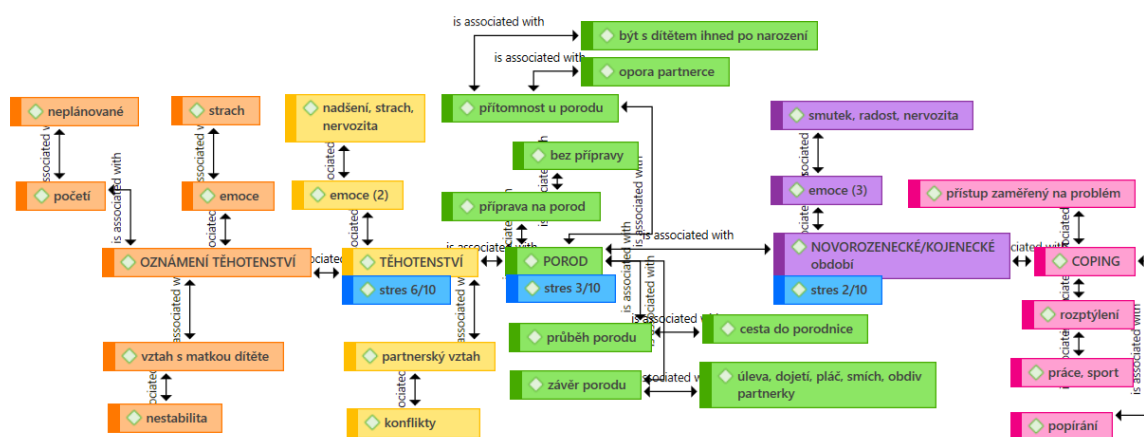 is associated with
být s dítětem ihned po narození
is associated with
opora partnerce
neplánované
strach
nadšení, strach,
nervozita
přítomnost u porodu
smutek, radost, nervozita
bez přípravy
početí
emoce
emoce (2)
příprava na porod
emoce (3)
přístup zaměřený na problém
is associated with
is associated with
OZNÁMENÍ TĚHOTENSTVÍ
TĚHOTENSTVÍ
POROD
NOVOROZENECKÉ/KOJENECKÉ
období
COPING
stres 6/10
stres 3/10
stres 2/10
rozptýlení
is associated with
cesta do porodnice
průběh porodu
vztah s matkou dítěte
partnerský vztah
práce, sport
závěr porodu
úleva, dojetí, pláč, smích, obdiv
partnerky
nestabilita
konflikty
popírání